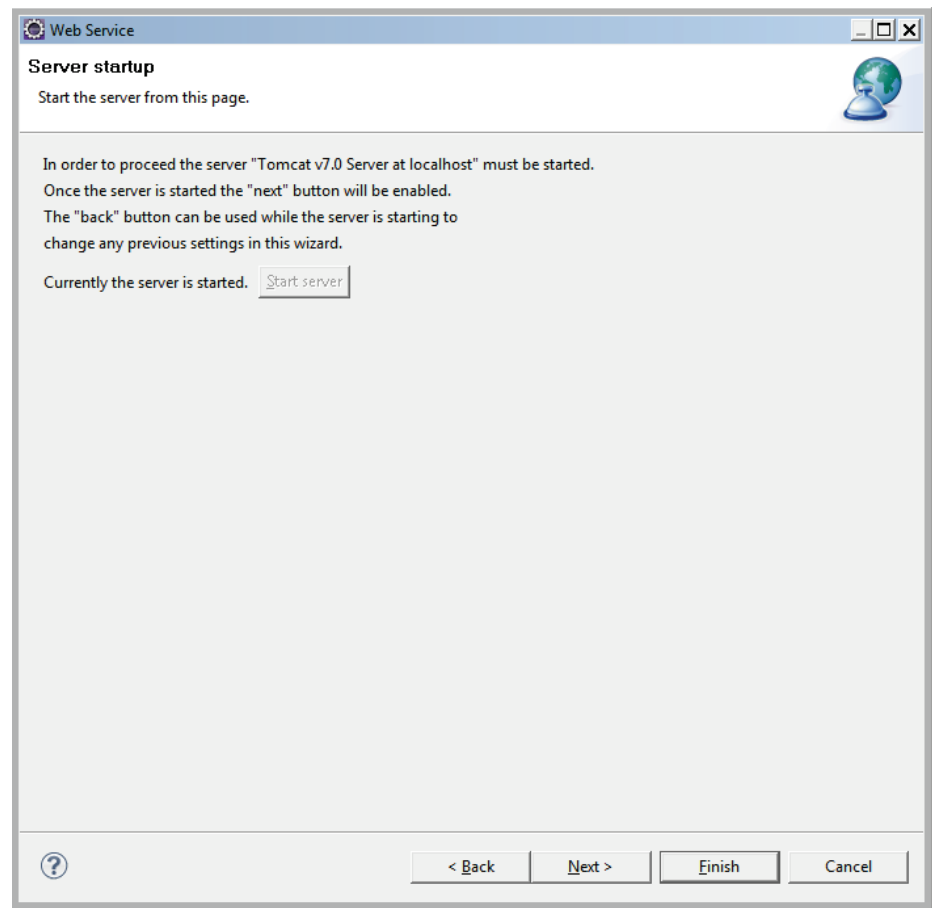 Web Service
Server startup
Start the server from this page.
In order to proceed the server "Tomcat v7.0 Server at localhost" must be started.
Once the server is started the "next" button will be enabled.
The "back" button can be used while the server is starting to
change any previous settings in this wizard.
Currently the server is started. Start server
? < Back Next > Finish Cancel